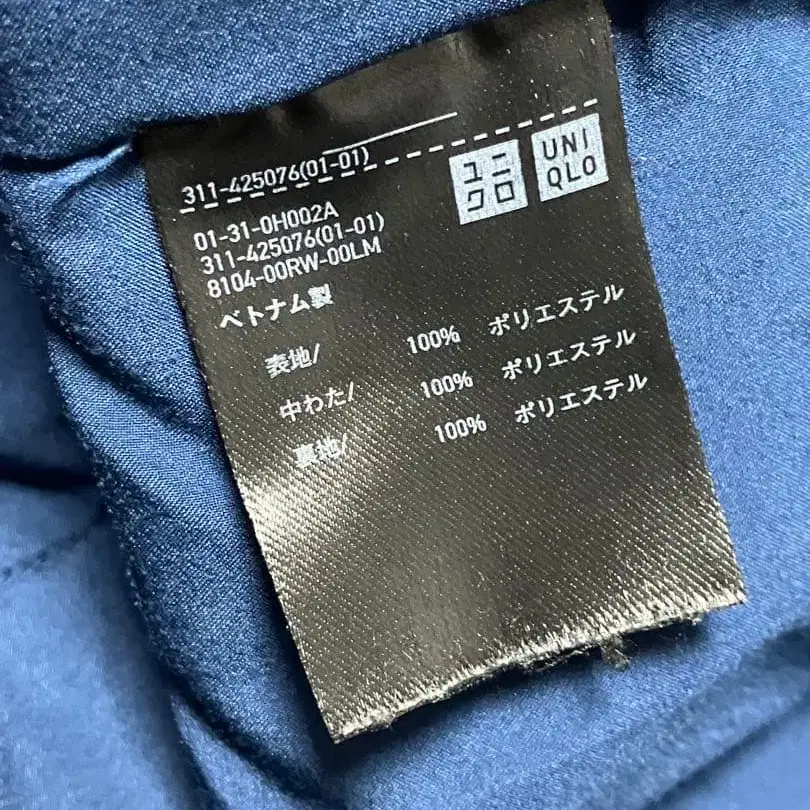 311-425076(01-01)
ユニ
クロ
UNI
QLO
01-31-0H002A
311-425076(01-01)
8104-00RW-00LM
ベトナム製
表地/ 100% ポリエステル
中わた/ 100% ポリエステル
裏地/ 100% ポリエステル